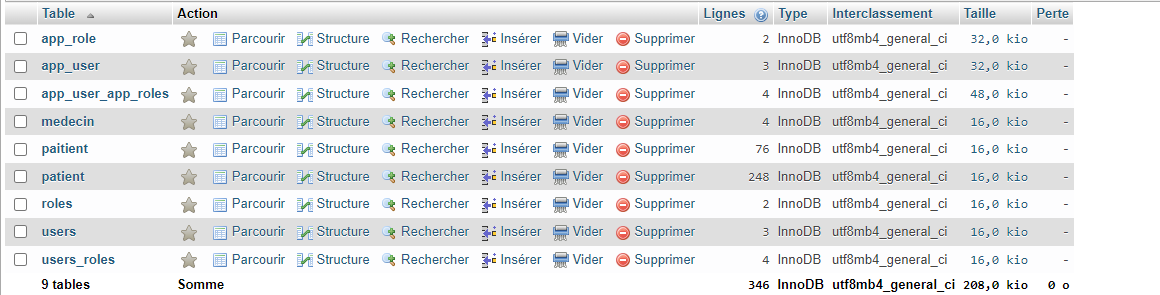 Table Action Lignes Type Interclassement Taille Perte
app_role Parcourir Structure Rechercher Insérer Vider Supprimer 2 InnoDB utf8mb4_general_ci 32,0 kio -
app_user Parcourir Structure Rechercher Insérer Vider Supprimer 3 InnoDB utf8mb4_general_ci 32,0 kio -
app_user_app_roles Parcourir Structure Rechercher Insérer Vider Supprimer 4 InnoDB utf8mb4_general_ci 48,0 kio -
medecin Parcourir Structure Rechercher Insérer Vider Supprimer 4 InnoDB utf8mb4_general_ci 16,0 kio -
paitient Parcourir Structure Rechercher Insérer Vider Supprimer 76 InnoDB utf8mb4_general_ci 16,0 kio -
patient Parcourir Structure Rechercher Insérer Vider Supprimer 248 InnoDB utf8mb4_general_ci 16,0 kio -
roles Parcourir Structure Rechercher Insérer Vider Supprimer 2 InnoDB utf8mb4_general_ci 16,0 kio -
users Parcourir Structure Rechercher Insérer Vider Supprimer 3 InnoDB utf8mb4_general_ci 16,0 kio -
users_roles Parcourir Structure Rechercher Insérer Vider Supprimer 4 InnoDB utf8mb4_general_ci 16,0 kio -
9 tables Somme 346 InnoDB utf8mb4_general_ci 208,0 kio 0 o